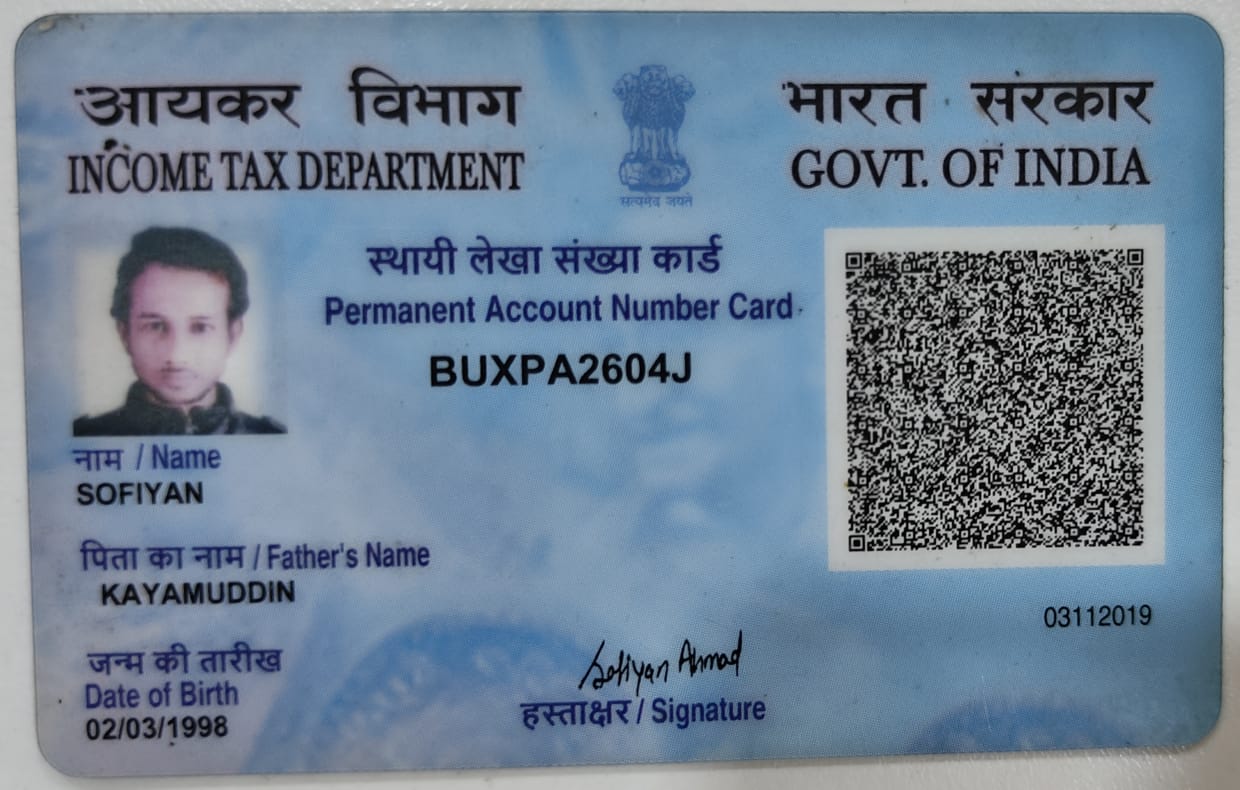 आयकर विभाग
INCOME TAX DEPARTMENT
सत्यमेव जयते
भारत सरकार
GOVT. OF INDIA
स्थायी लेखा संख्या कार्ड
Permanent Account Number Card
BUXPA2604J
नाम / Name
SOFIYAN
पिता का नाम / Father's Name
KAYAMUDDIN
03112019
जन्म की तारीख
Date of Birth
02/03/1998
Sofiyan Ahmad
हस्ताक्षर / Signature